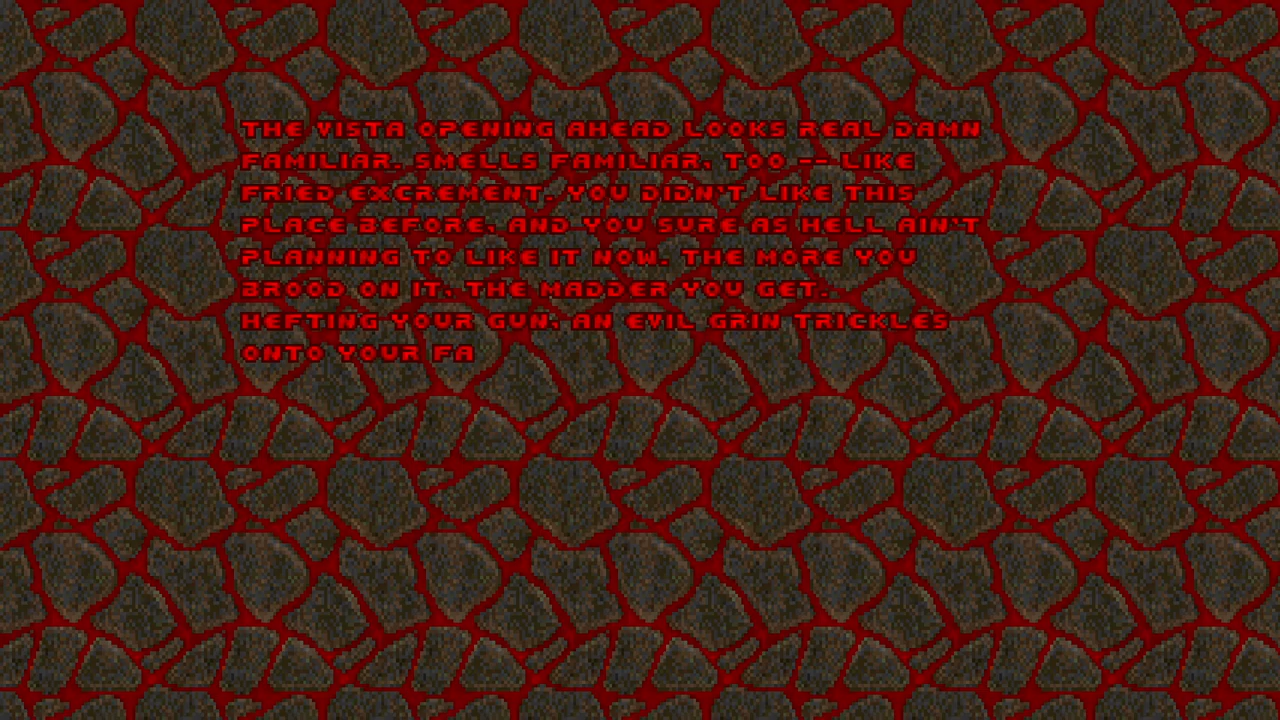 THE VISTA OPENING AHEAD LOOKS REAL DAMN
FAMILIAR. SMELLS FAMILIAR, TOO -- LIKE
FRIED EXCREMENT. YOU DIDN'T LIKE THIS
PLACE BEFORE, AND YOU SURE AS HELL AIN'T
PLANNING TO LIKE IT NOW. THE MORE YOU
BROOD ON IT, THE MADDER YOU GET.
HEFTING YOUR GUN, AN EVIL GRIN TRICKLES
ONTO YOUR FA